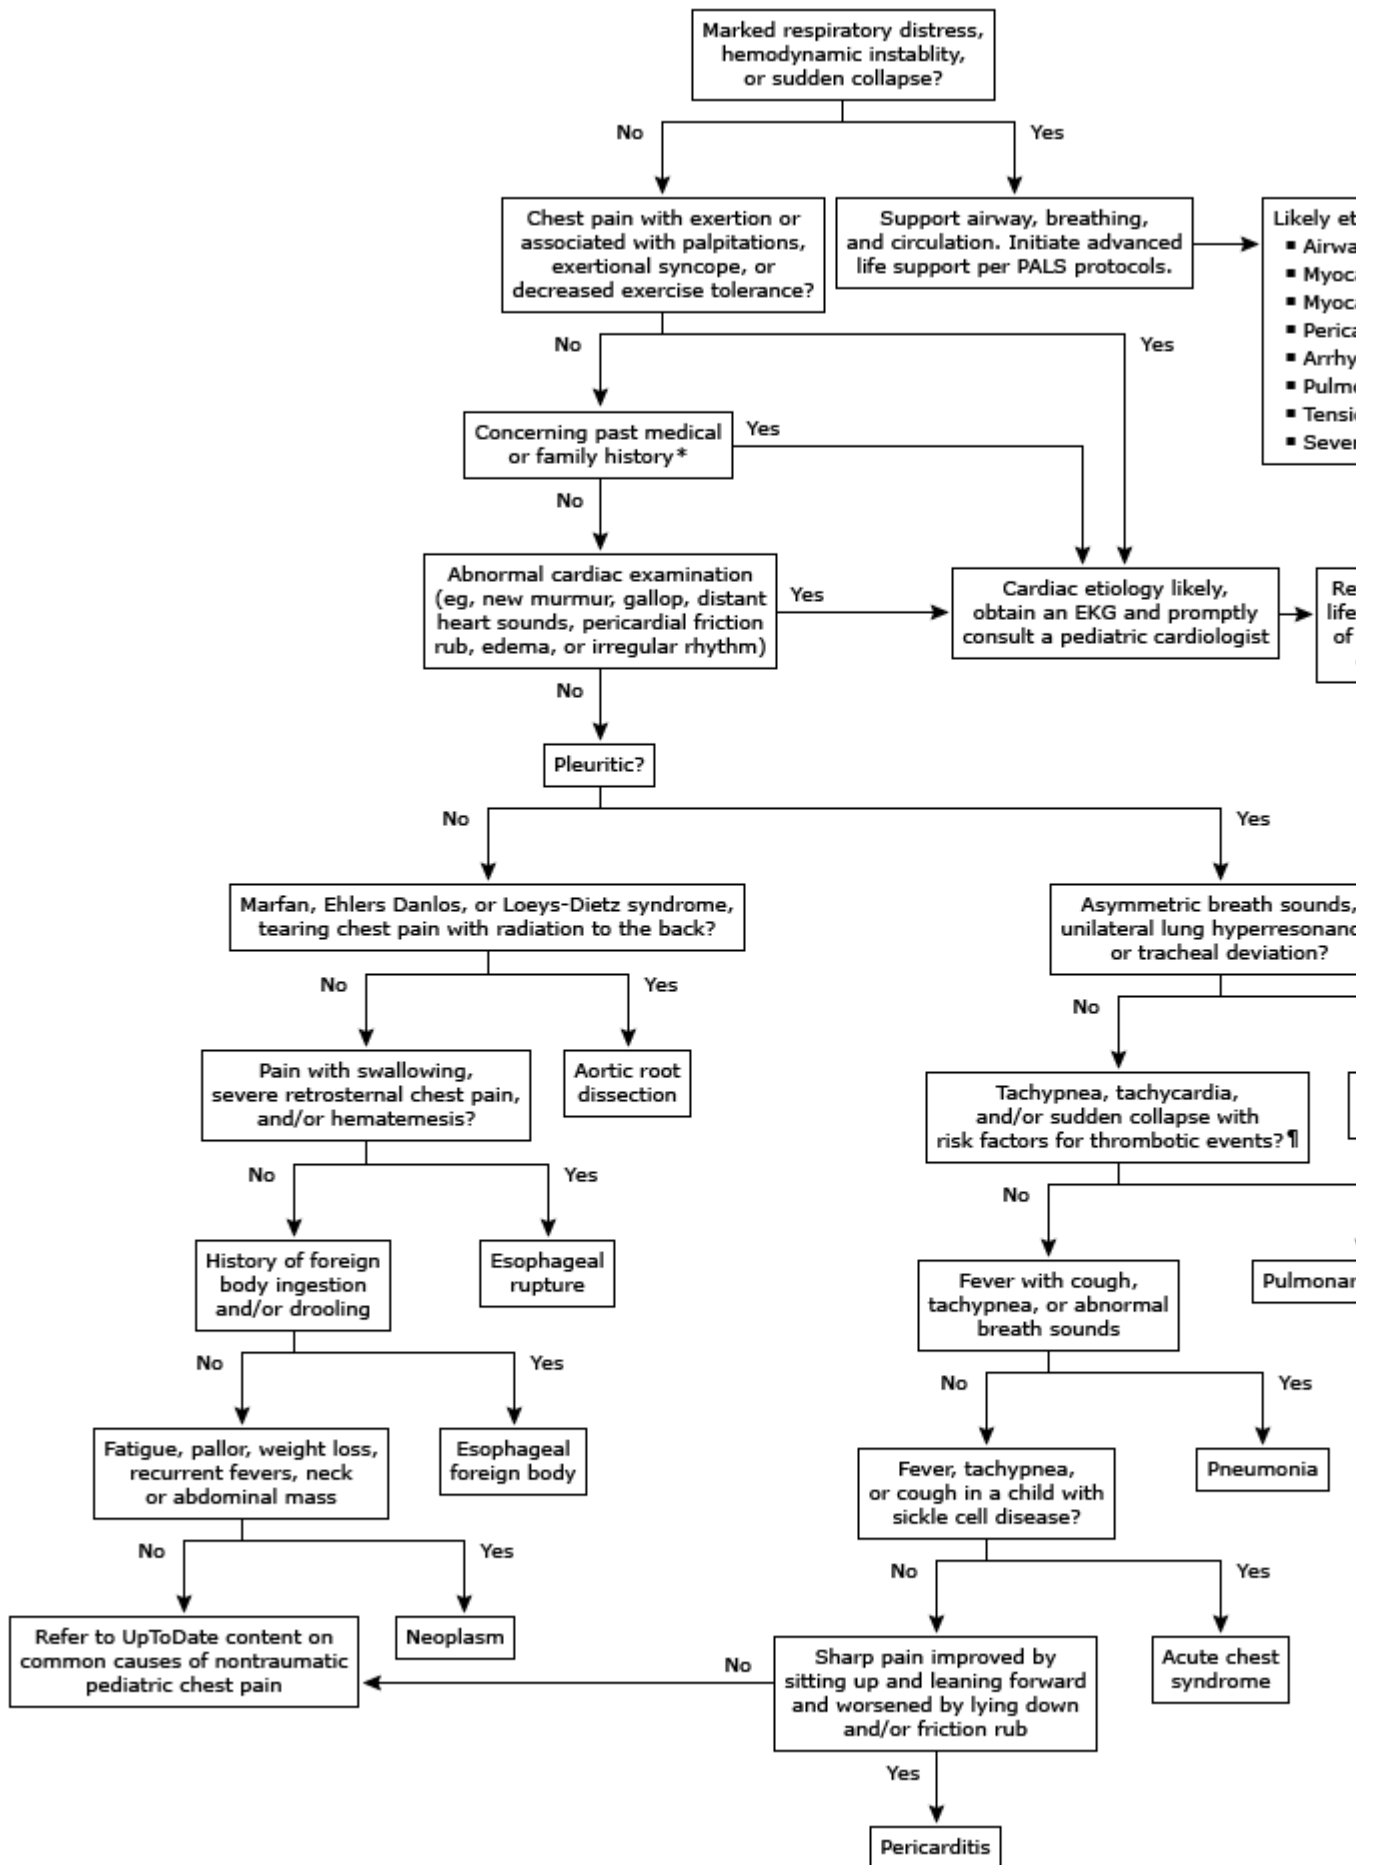 Marked respiratory distress,
hemodynamic instablity,
or sudden collapse?
No
Yes
Chest pain with exertion or
associated with palpitations,
exertional syncope, or
decreased exercise tolerance?
Support airway, breathing,
and circulation. Initiate advanced
life support per PALS protocols.
Likely et
■ Airwa
■ Myoca
■ Myoca
■ Perica
■ Arrhy
■ Pulmo
■ Tensi
■ Sever
No
Yes
Concerning past medical
or family history*
Yes
No
Abnormal cardiac examination
(eg, new murmur, gallop, distant
heart sounds, pericardial friction
rub, edema, or irregular rhythm)
Yes
Cardiac etiology likely,
obtain an EKG and promptly
consult a pediatric cardiologist
Re
life
of
No
Pleuritic?
No
Yes
Marfan, Ehlers Danlos, or Loeys-Dietz syndrome,
tearing chest pain with radiation to the back?
Asymmetric breath sounds,
unilateral lung hyperresonanc
or tracheal deviation?
No
Yes
No
Pain with swallowing,
severe retrosternal chest pain,
and/or hematemesis?
Aortic root
dissection
Tachypnea, tachycardia,
and/or sudden collapse with
risk factors for thrombotic events?¶
No
Yes
No
History of foreign
body ingestion
and/or drooling
Esophageal
rupture
Fever with cough,
tachypnea, or abnormal
breath sounds
Pulmonar
No
Yes
No
Yes
Fatigue, pallor, weight loss,
recurrent fevers, neck
or abdominal mass
Esophageal
foreign body
Fever, tachypnea,
or cough in a child with
sickle cell disease?
Pneumonia
No
Yes
No
Yes
Refer to UpToDate content on
common causes of nontraumatic
pediatric chest pain
Neoplasm
No
Sharp pain improved by
sitting up and leaning forward
and worsened by lying down
and/or friction rub
Acute chest
syndrome
Yes
Pericarditis